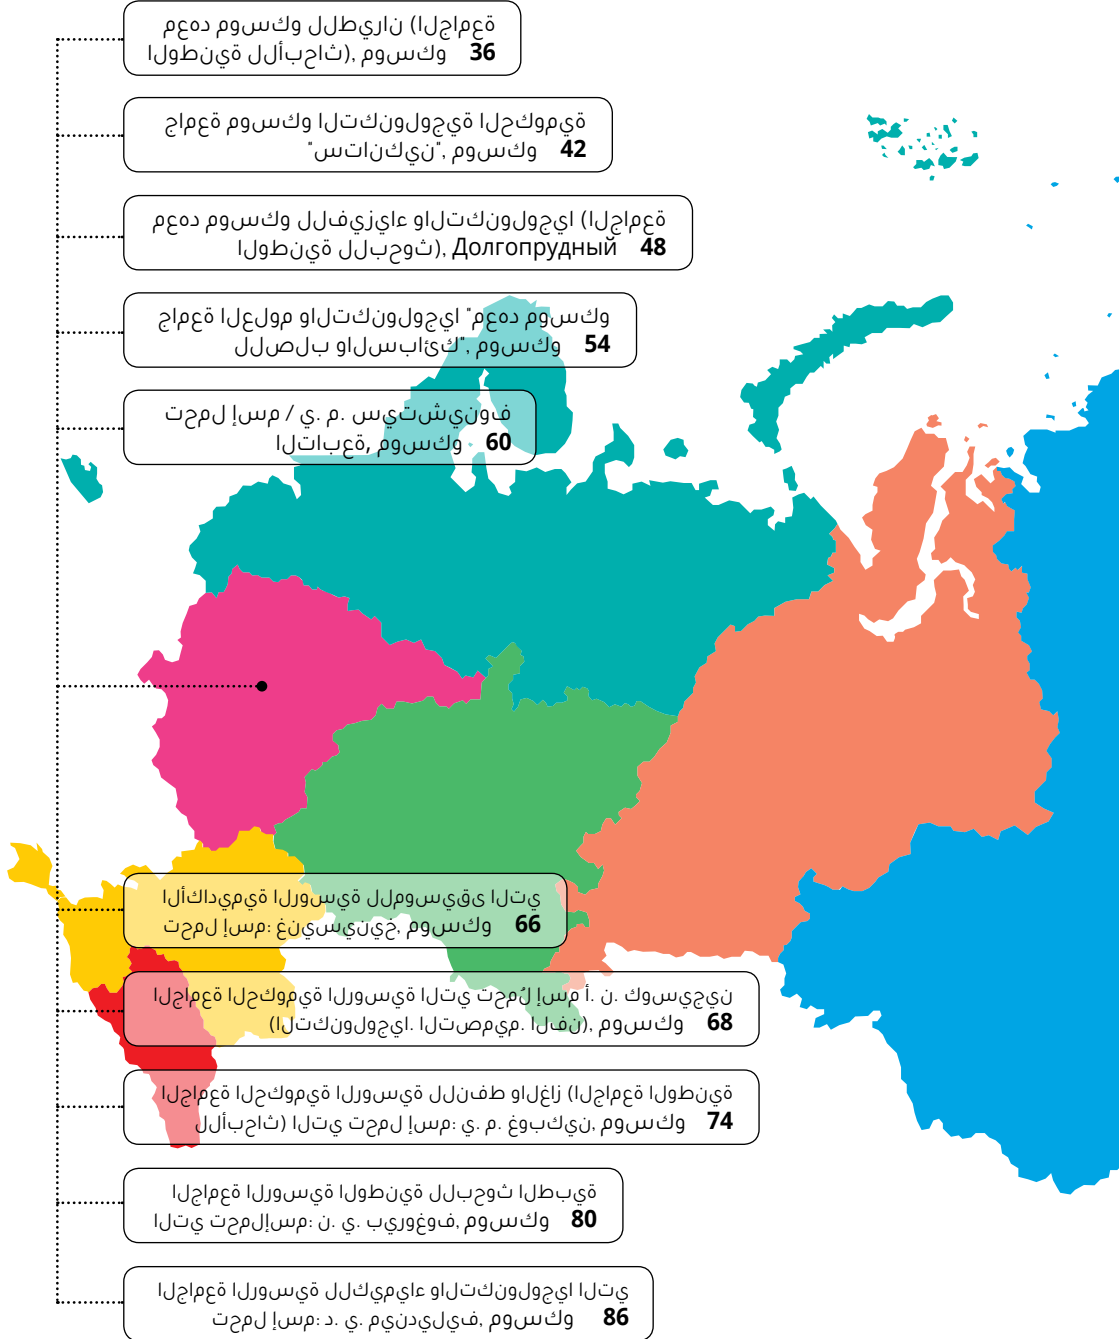 معهد موسكو للطيران (الجامعة
الوطنية للأبحاث), موسكو 36
جامعة موسكو التكنولوجية الحكومية
"ستانكين", موسكو 42
معهد موسكو للفيزياء والتكنولوجيا (الجامعة
الوطنية للبحوث), Долгопрудный 48
جامعة العلوم والتكنولوجيا "معهد موسكو
للصلب والسبائك", موسكو 54
تحمل إسم / ي. م. سيتشينوف
التابعة, موسكو 60
الأكاديمية الروسية للموسيقى التي
تحمل إسم: غنيسينيخ, موسكو 66
الجامعة الحكومية الروسية التي تحملُ إسم أ. ن. كوسيجين
(التكنولوجيا. التصميم. الفن), موسكو 68
الجامعة الحكومية الروسية للنفط والغاز (الجامعة الوطنية
للأبحاث) التي تحمل إسم: ي. م. غوبكين, موسكو 74
الجامعة الروسية الوطنية للبحوث الطبية
التي تحملإسم: ن. ي. بيروغوف, موسكو 80
الجامعة الروسية للكيمياء والتكنولوجيا التي
تحمل إسم: د. ي. مينديليف, موسكو 86